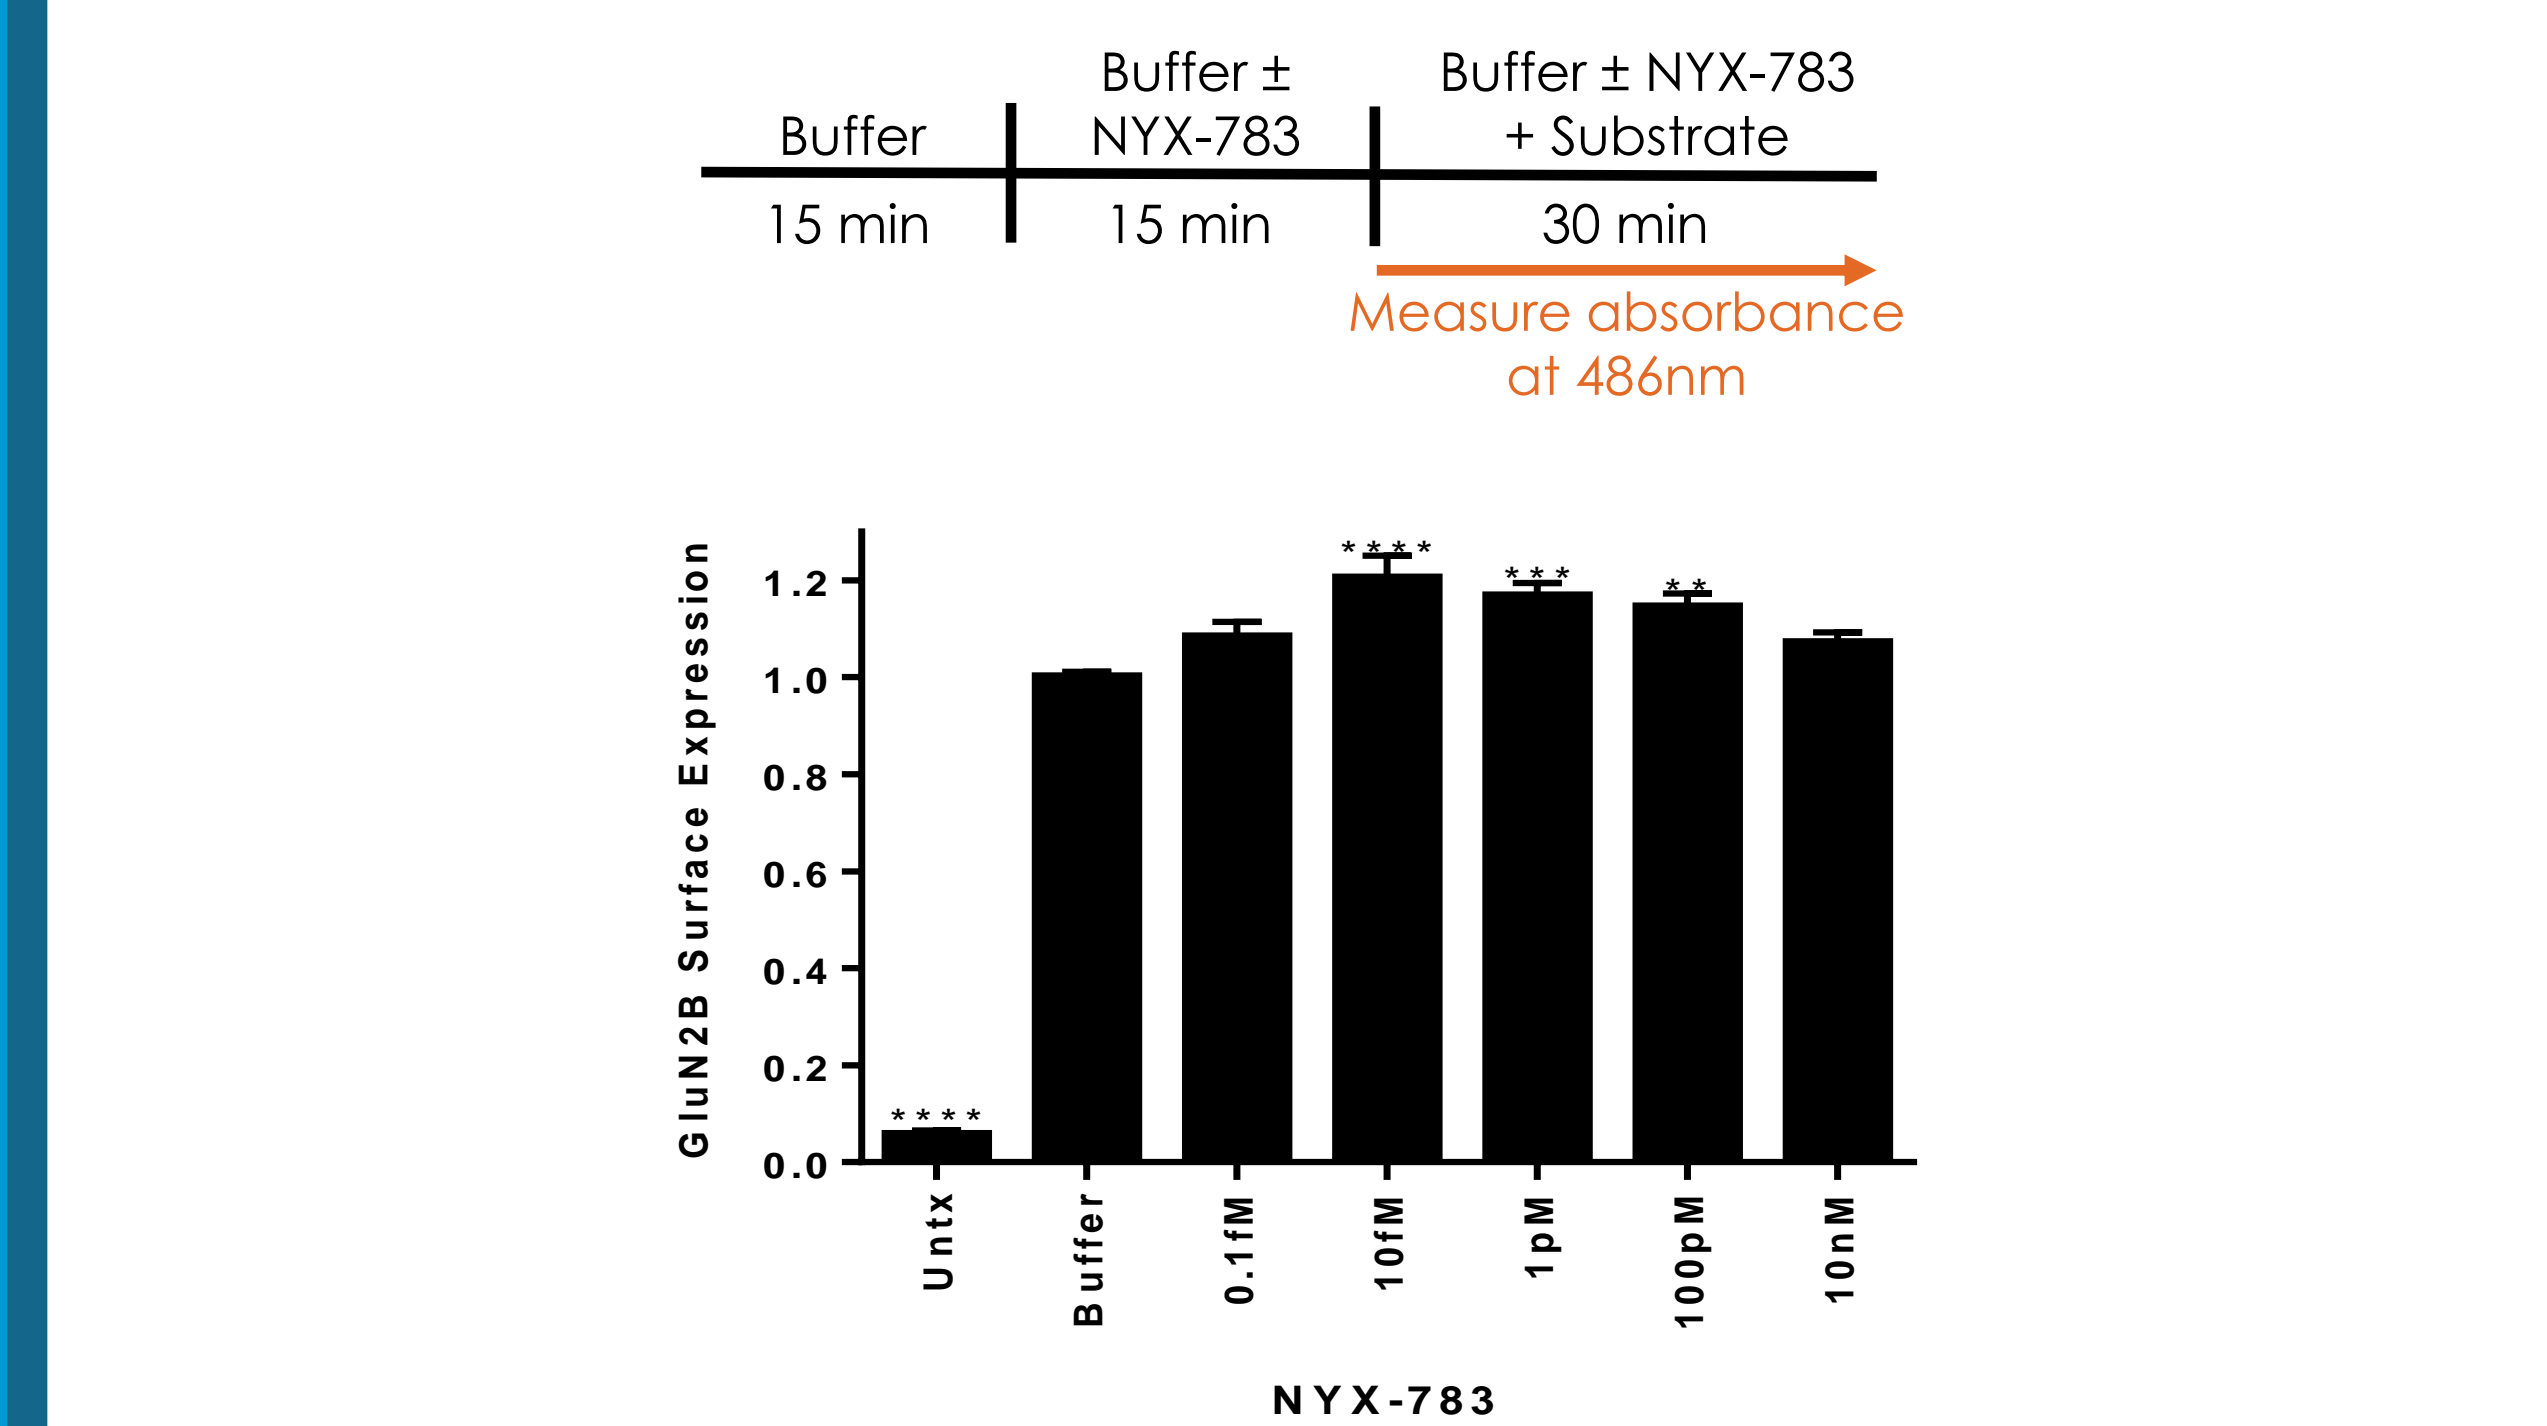 Buffer
Buffer ±
NYX-783
Buffer ± NYX-783
+ Substrate
15 min
15 min
30 min
Measure absorbance
at 486nm
GluN2B Surface Expression
1.2
1.0
0.8
0.6
0.4
0.2
0.0
****
****
***
**
Untx
Buffer
0.1fM
10fM
1pM
100pM
10nM
NYX-783